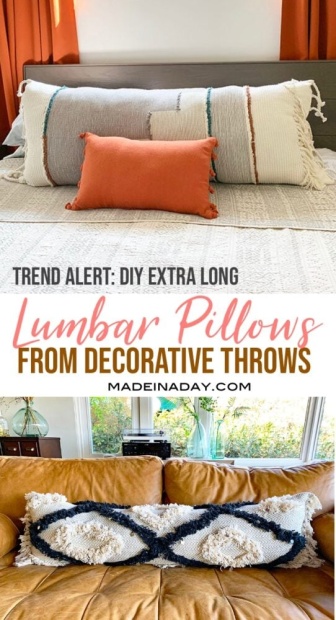 TREND ALERT: DIY EXTRA LONG
Lumbar Pillows
FROM DECORATIVE THROWS
MADEINADAY.COM